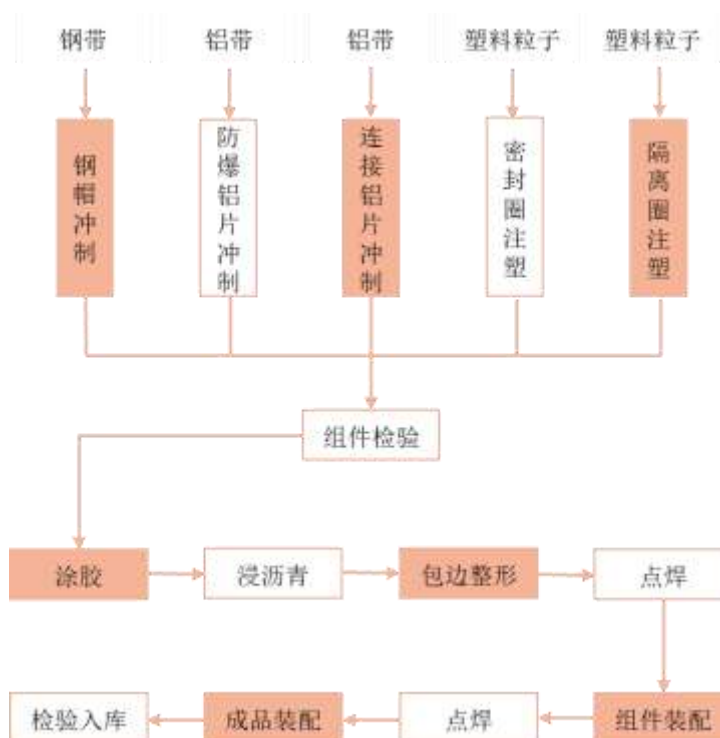 钢带
铝带
铝带
塑料粒子
塑料粒子
钢帽冲制
防爆铝片冲制
连接铝片冲制
密封圈注塑
隔离圈注塑
组件检验
涂胶
浸沥青
包边整形
点焊
检验入库
成品装配
点焊
组件装配